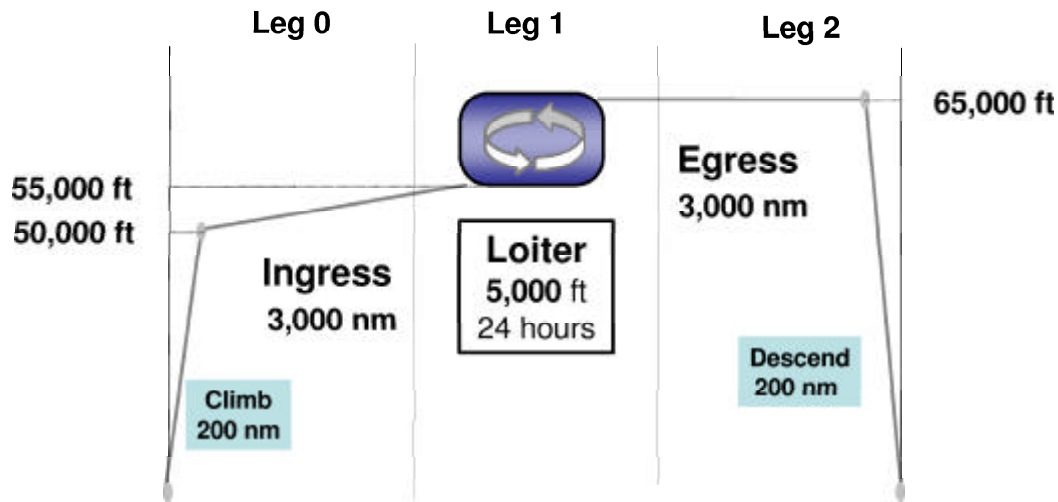 Leg 0
Leg 1
Leg 2
65,000 ft
55,000 ft
50,000 ft
Egress
3,000 nm
Ingress
3,000 nm
Loiter
5,000 ft
24 hours
Climb
200 nm
Descend
200 nm